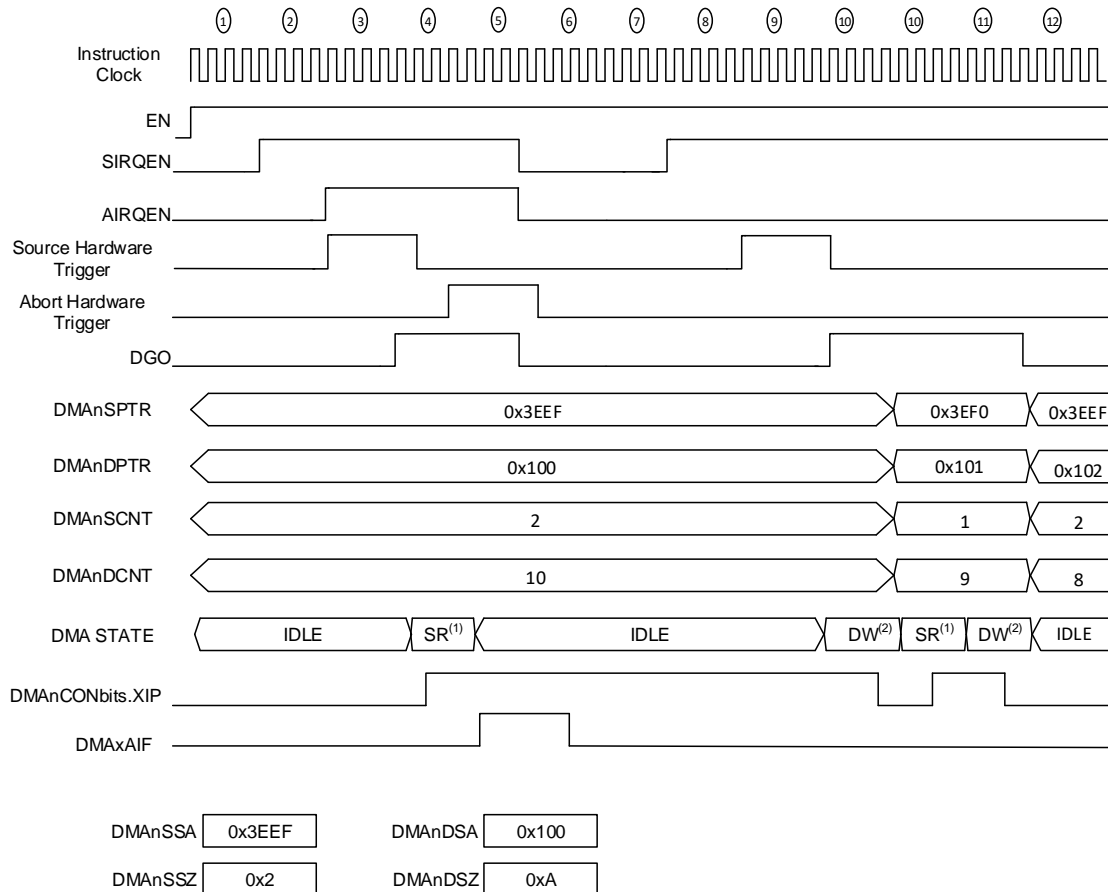 1 2 3 4 5 6 7 8 9 10 10 11 12
Instruction
Clock
EN
SIRQEN
AIRQEN
Source Hardware
Trigger
Abort Hardware
Trigger
DGO
DMAnSPTR 0x3EEF 0x3EF0 0x3EEF
DMAnDPTR 0x100 0x101 0x102
DMAnSCNT 2 1 2
DMAnDCNT 10 9 8
DMA STATE IDLE SR(1) IDLE DW(2) SR(1) DW(2) IDLE
DMAnCONbits.XIP
DMAxAIF
DMAnSSA 0x3EEF DMAnDSA 0x100
DMAnSSZ 0x2 DMAnDSZ 0xA